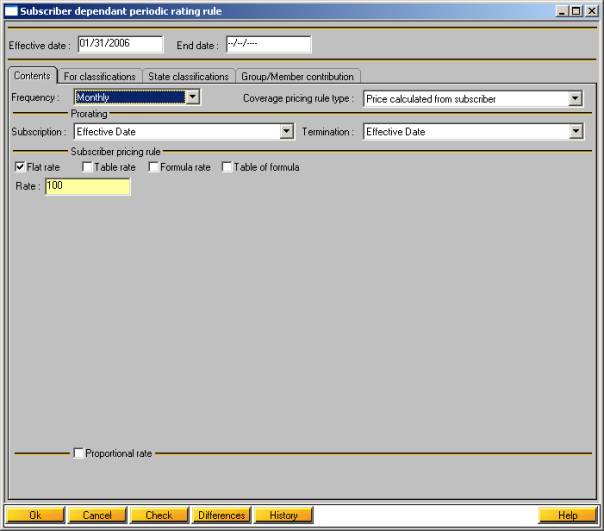 Subscriber dependant periodic rating rule
Effective date : 01/31/2006 End date : --/--/----
Contents For classifications State classifications Group/Member contribution
Frequency : Monthly Coverage pricing rule type : Price calculated from subscriber
Prorating
Subscription : Effective Date Termination : Effective Date
Subscriber pricing rule
Flat rate Table rate Formula rate Table of formula
Rate : 100
Proportional rate
Ok Cancel Check Differences History Help